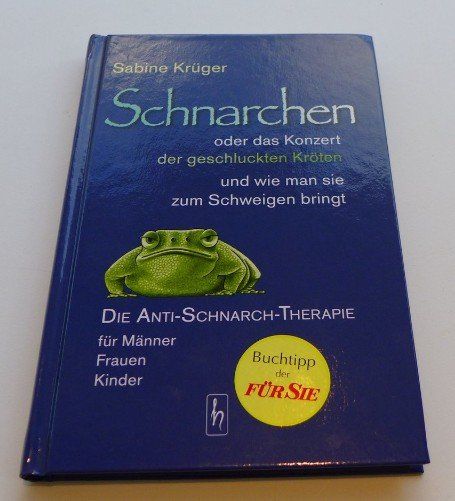 Sabine Krüger
Schnarchen
oder das Konzert
der geschluckten Kröten
und wie man sie
zum Schweigen bringt
DIE ANTI-SCHNARCH-THERAPIE
für Männer
Frauen
Kinder
Buchtipp
der
FÜR SIE
h